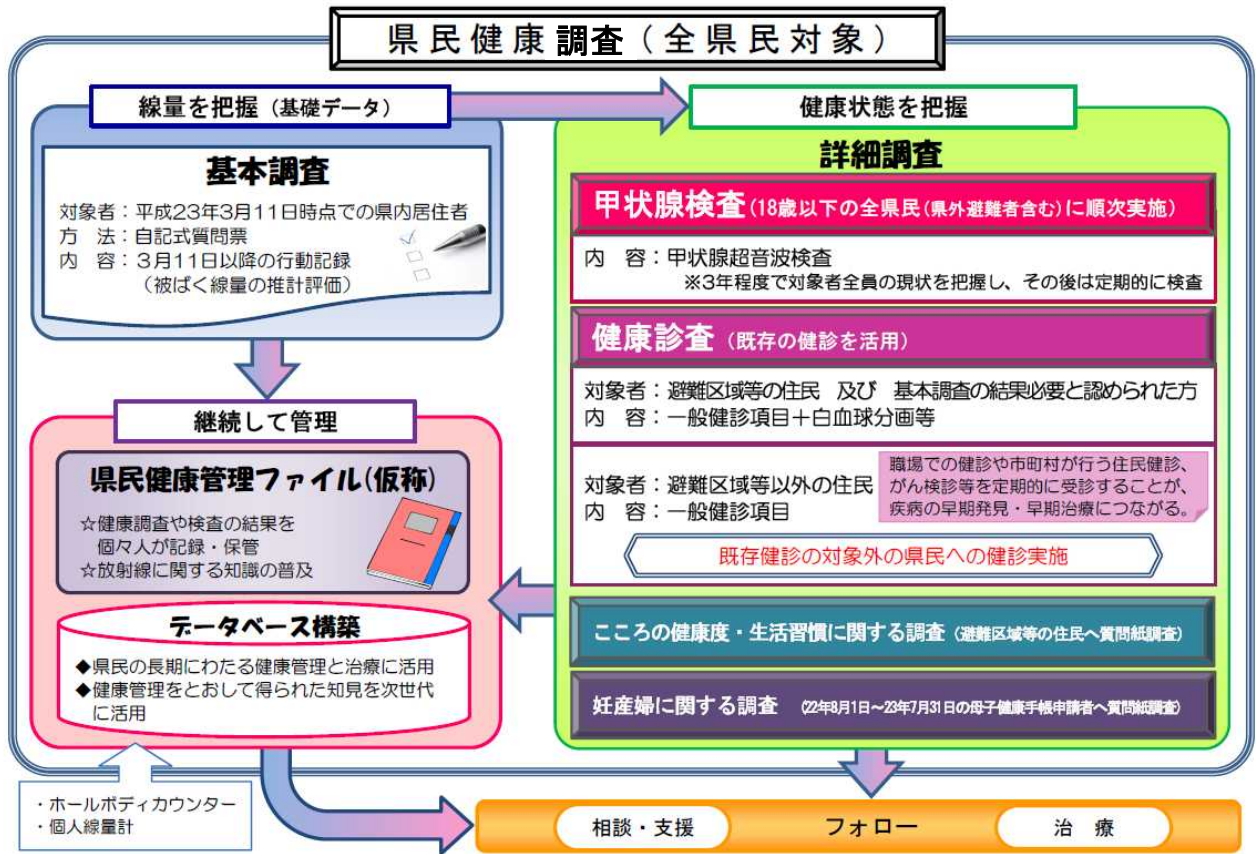 県民健康調査（全県民対象）
線量を把握（基礎データ）
基本調査
対象者：平成23年3月11日時点での県内居住者
方　法：自記式質問票
内　容：３月11日以降の行動記録
（被ばく線量の推計評価）
継続して管理
県民健康管理ファイル(仮称)
☆健康調査や検査の結果を
個々人が記録・保管
☆放射線に関する知識の普及
データベース構築
◆県民の長期にわたる健康管理と治療に活用
◆健康管理をとおして得られた知見を次世代
に活用
・ホールボディカウンター
・個人線量計
健康状態を把握
詳細調査
甲状腺検査(18歳以下の全県民(県外避難者含む)に順次実施)
内　容：甲状腺超音波検査
※3年程度で対象者全員の現状を把握し、その後は定期的に検査
健康診査（既存の健診を活用）
対象者：避難区域等の住民　及び　基本調査の結果必要と認められた方
内　容：一般健診項目＋白血球分画等
対象者：避難区域等以外の住民
内　容：一般健診項目
職場での健診や市町村が行う住民健診、
がん検診等を定期的に受診することが、
疾病の早期発見・早期治療につながる。
既存健診の対象外の県民への健診実施
こころの健康度・生活習慣に関する調査（避難区域等の住民へ質問紙調査）
妊産婦に関する調査　(22年8月1日～23年7月31日の母子健康手帳申請者へ質問紙調査)
相談・支援　フォロー　治　療